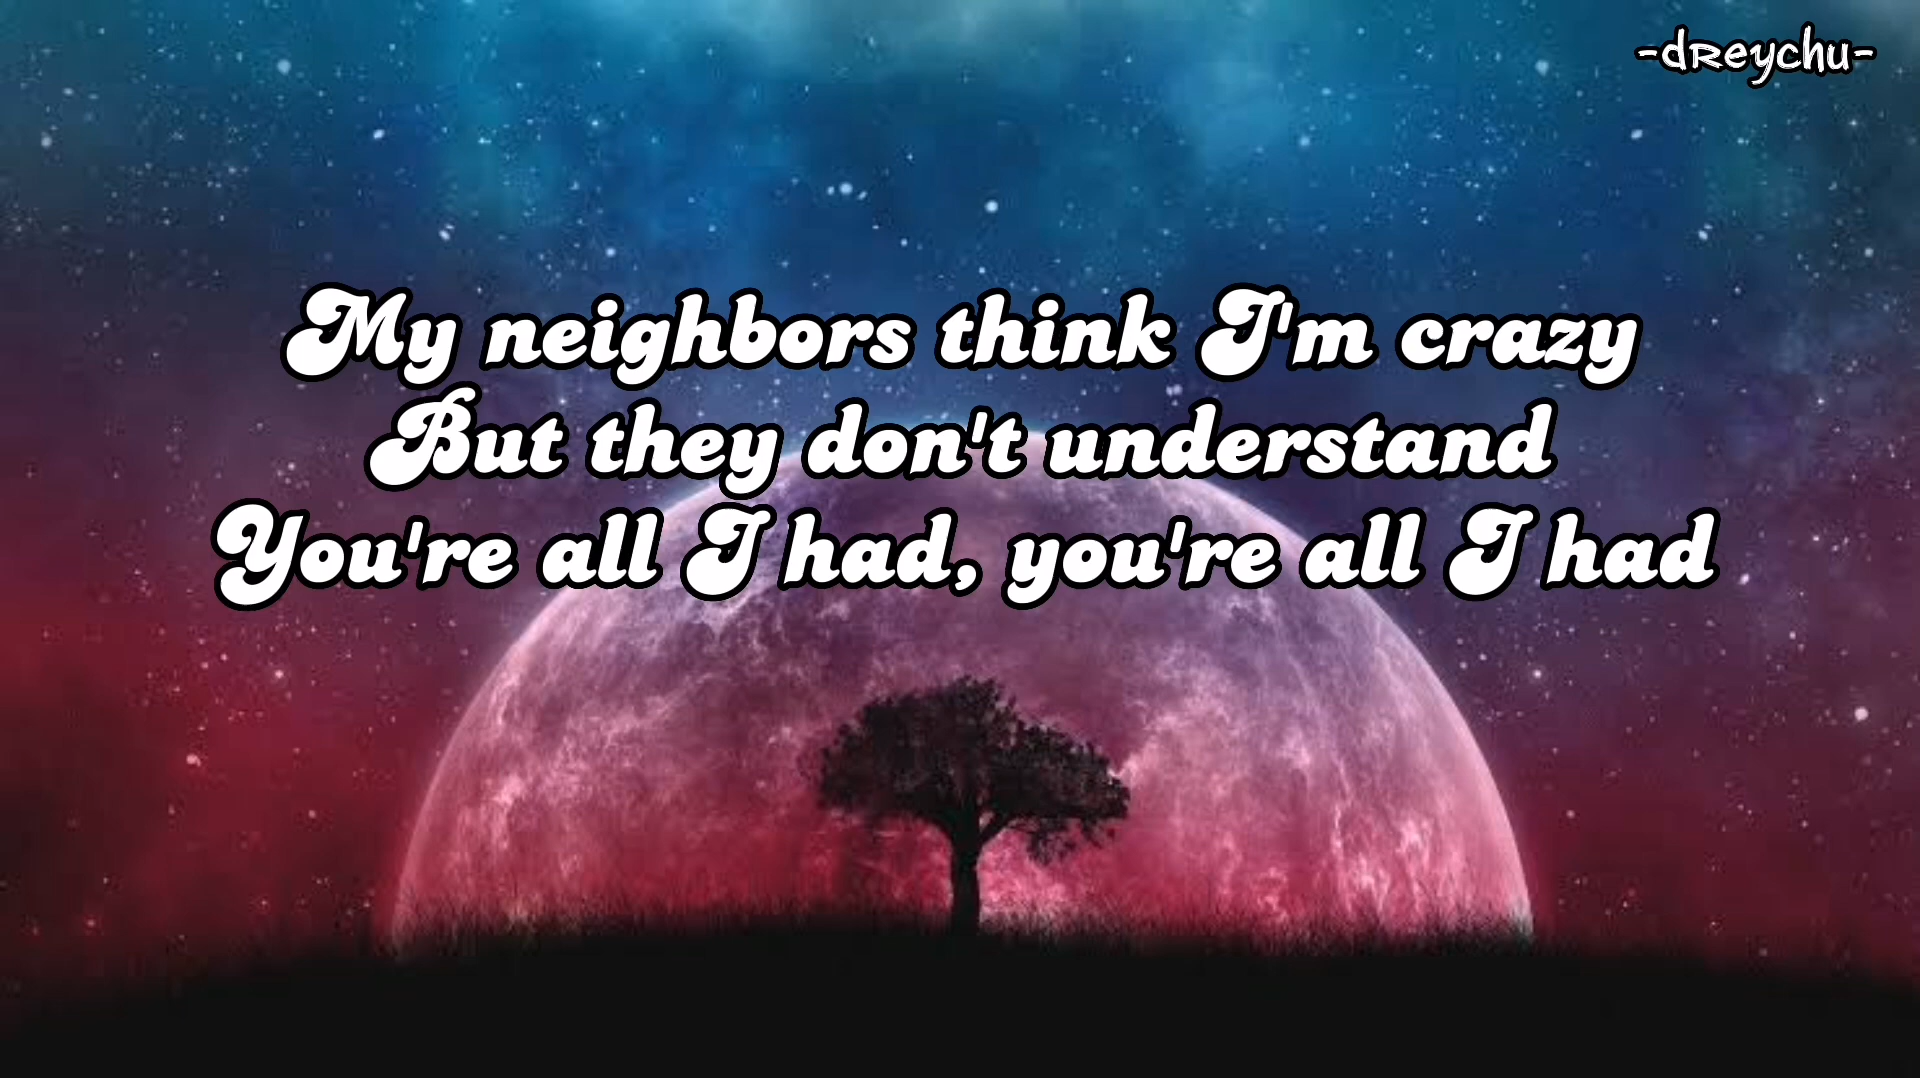 -dreychu-
My neighbors think I'm crazy
But they don't understand
You're all I had, you're all I had